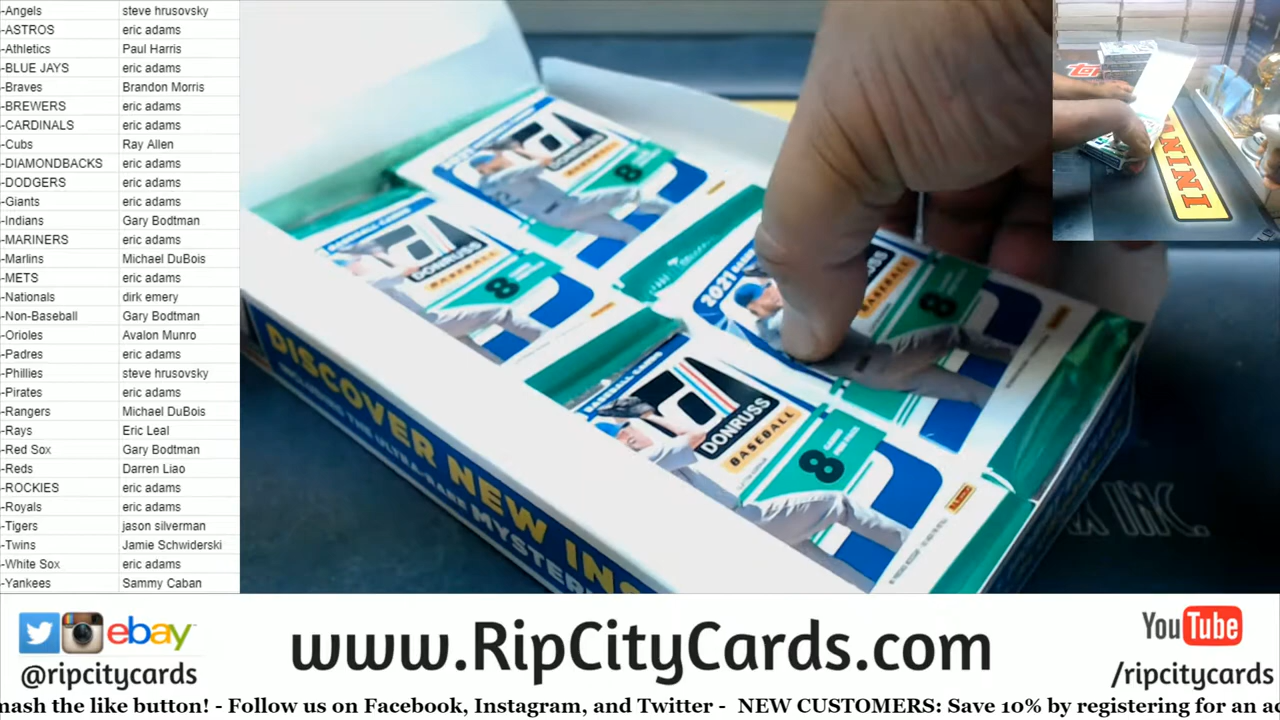 -Angels steve hrusovsky
-ASTROS eric adams
-Athletics Paul Harris
-BLUE JAYS eric adams
-Braves Brandon Morris
-BREWERS eric adams
-CARDINALS eric adams
-Cubs Ray Allen
-DIAMONDBACKS eric adams
-DODGERS eric adams
-Giants eric adams
-Indians Gary Bodtman
-MARINERS eric adams
-Marlins Michael DuBois
-METS eric adams
-Nationals dirk emery
-Non-Baseball Gary Bodtman
-Orioles Avalon Munro
-Padres eric adams
-Phillies steve hrusovsky
-Pirates eric adams
-Rangers Michael DuBois
-Rays Eric Leal
-Red Sox Gary Bodtman
-Reds Darren Liao
-ROCKIES eric adams
-Royals eric adams
-Tigers jason silverman
-Twins Jamie Schwiderski
-White Sox eric adams
-Yankees Sammy Caban
DONRUSS
BASEBALL
8
DONRUSS
BASEBALL
8
2021
BASEBALL
8
DONRUSS
BASEBALL
8
PANINI
DISCOVER NEW INS
PANINI
INC.
ebay
@ripcitycards
www.RipCityCards.com
YouTube
/ripcitycards
mash the like button! - Follow us on Facebook, Instagram, and Twitter - NEW CUSTOMERS: Save 10% by registering for an ac